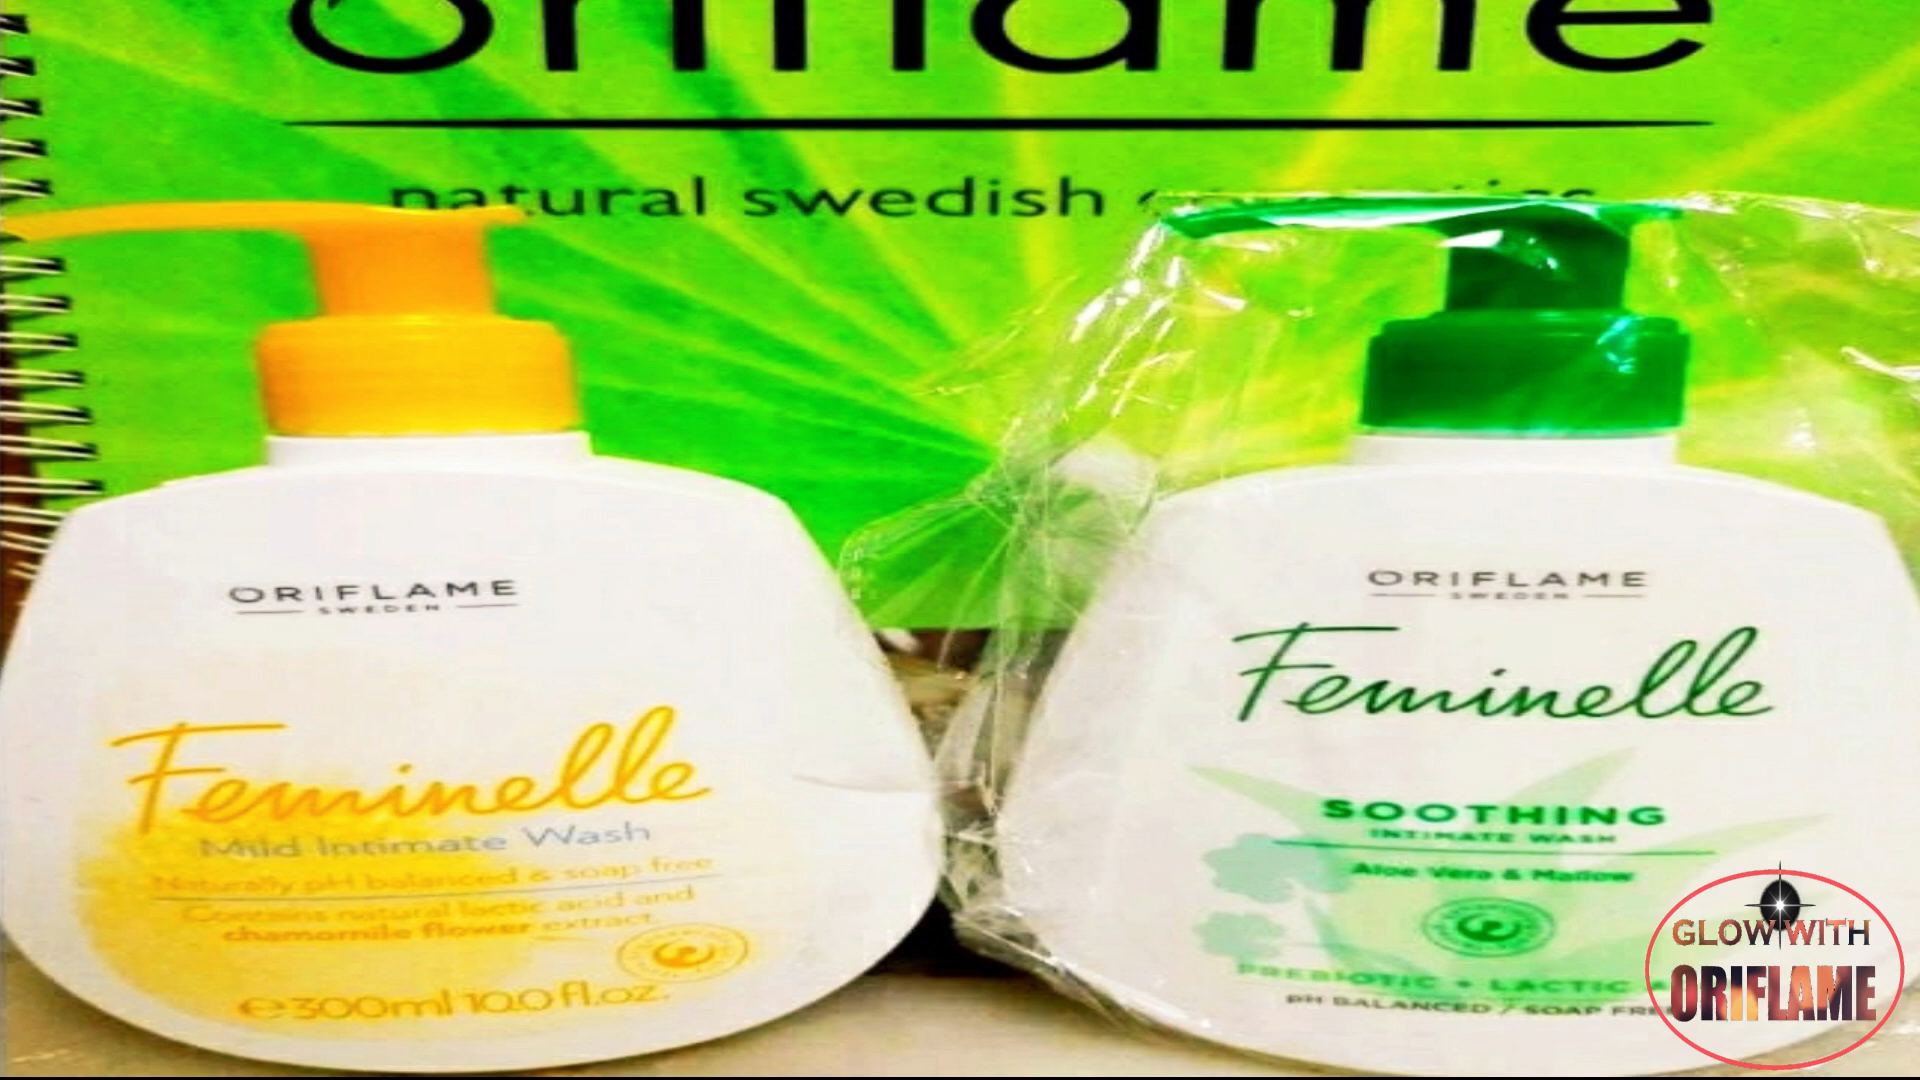 oriflame
natural swedish
ORIFLAME
SWEDEN
Feminelle
Mild Intimate Wash
Naturally pH balanced & soap free
Contains natural lactic acid and
chamomile flower extract
e300ml 10.0 fl.oz.
ORIFLAME
SWEDEN
Feminelle
SOOTHING
INTIMATE WASH
Aloe Vera & Mallow
PREBIOTIC + LACTIC
pH BALANCED / SOAP FREE
GLOW WITH
ORIFLAME